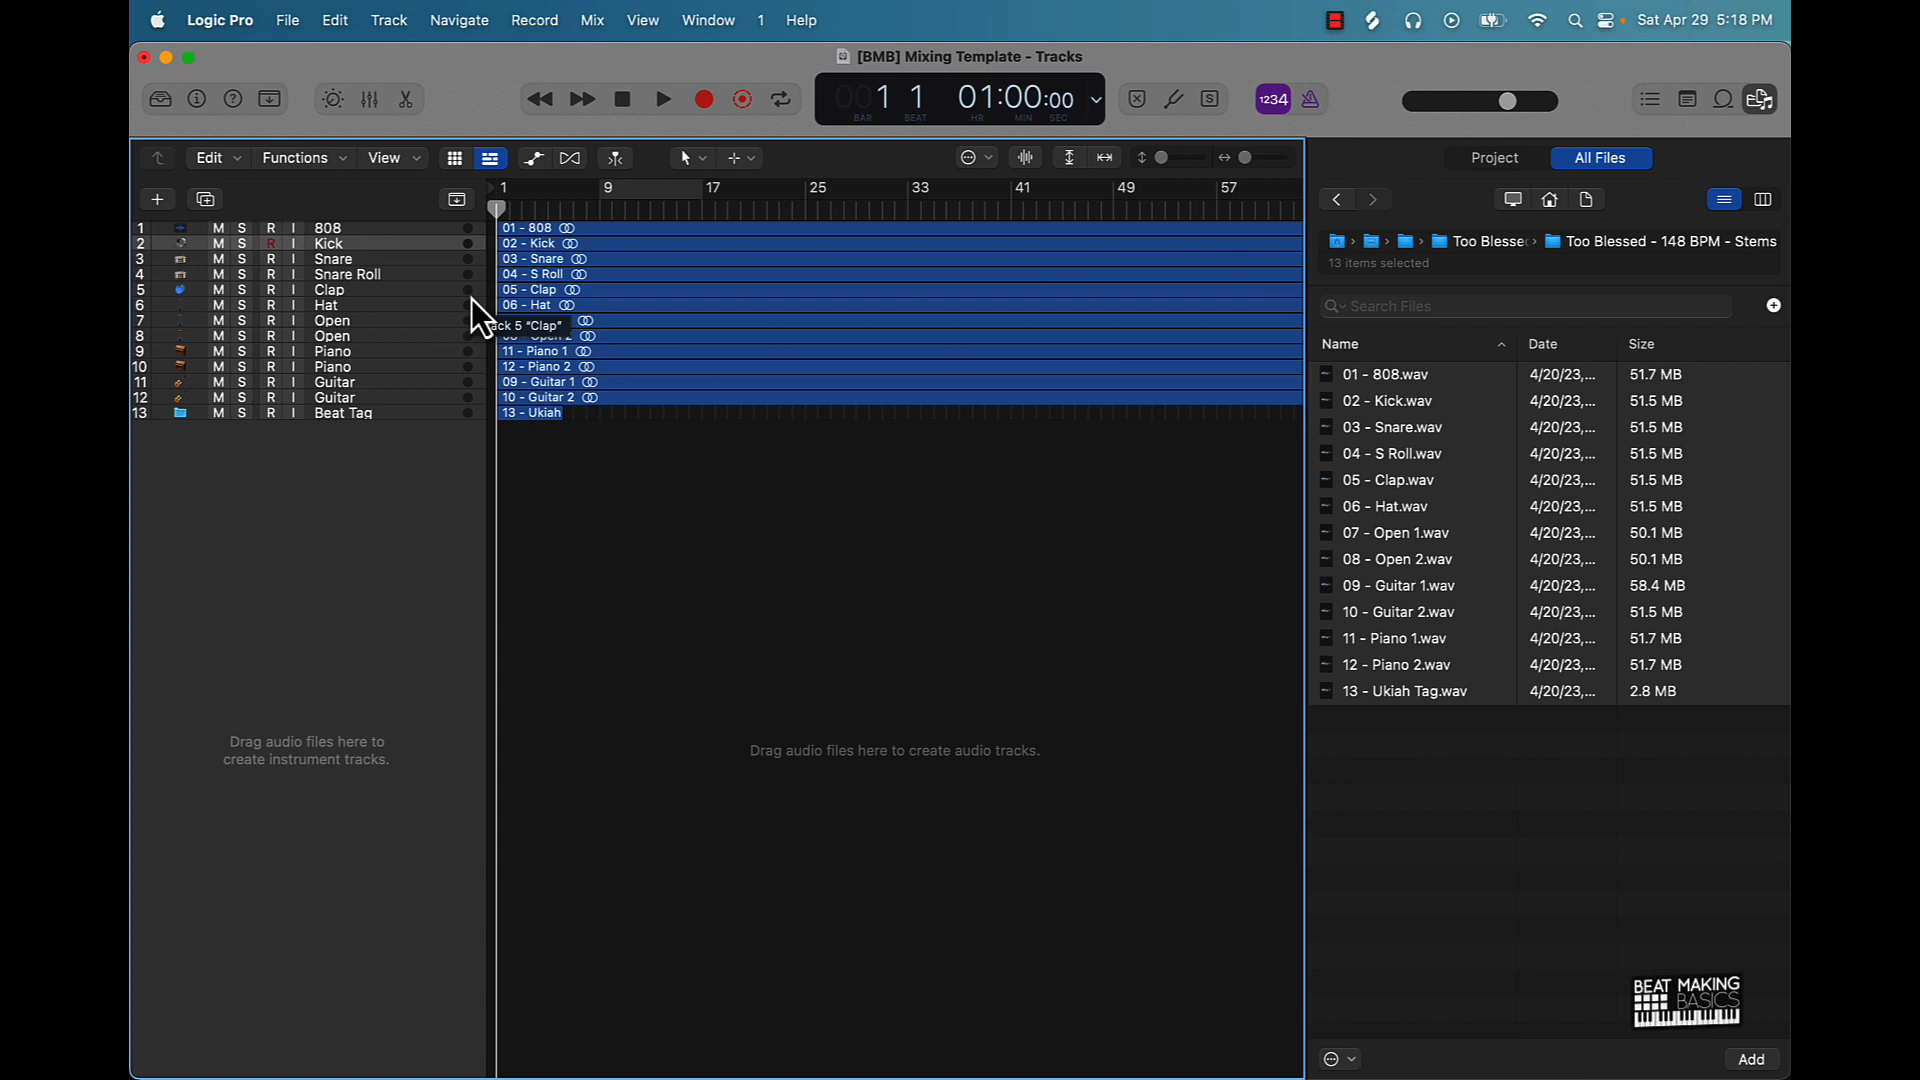 Logic Pro File Edit Track Navigate Record Mix View Window 1 Help Sat Apr 29 5:18 PM
[BMB] Mixing Template - Tracks
001 1 01:00:00
BAR BEAT HR MIN SEC
S 1234
Edit Functions View
Project All Files
1 9 17 25 33 41 49 57
Too Blesse Too Blessed - 148 BPM - Stems
13 items selected
1 M S R I 808 01 - 808
2 M S R I Kick 02 - Kick
3 M S R I Snare 03 - Snare
4 M S R I Snare Roll 04 - S Roll
5 M S R I Clap 05 - Clap
6 M S R I Hat 06 - Hat
7 M S R I Open
ack 5 "Clap"
8 M S R I Open
9 M S R I Piano 11 - Piano 1
10 M S R I Piano 12 - Piano 2
11 M S R I Guitar 09 - Guitar 1
12 M S R I Guitar 10 - Guitar 2
13 M S R I Beat Tag 13 - Ukiah
Search Files
Name Date Size
01 - 808.wav 4/20/23,... 51.7 MB
02 - Kick.wav 4/20/23,... 51.5 MB
03 - Snare.wav 4/20/23,... 51.5 MB
04 - S Roll.wav 4/20/23,... 51.5 MB
05 - Clap.wav 4/20/23,... 51.5 MB
06 - Hat.wav 4/20/23,... 51.5 MB
07 - Open 1.wav 4/20/23,... 50.1 MB
08 - Open 2.wav 4/20/23,... 50.1 MB
09 - Guitar 1.wav 4/20/23,... 58.4 MB
10 - Guitar 2.wav 4/20/23,... 51.5 MB
11 - Piano 1.wav 4/20/23,... 51.7 MB
12 - Piano 2.wav 4/20/23,... 51.7 MB
13 - Ukiah Tag.wav 4/20/23,... 2.8 MB
Drag audio files here to
create instrument tracks.
Drag audio files here to create audio tracks.
BEAT MAKING
BASICS
Add